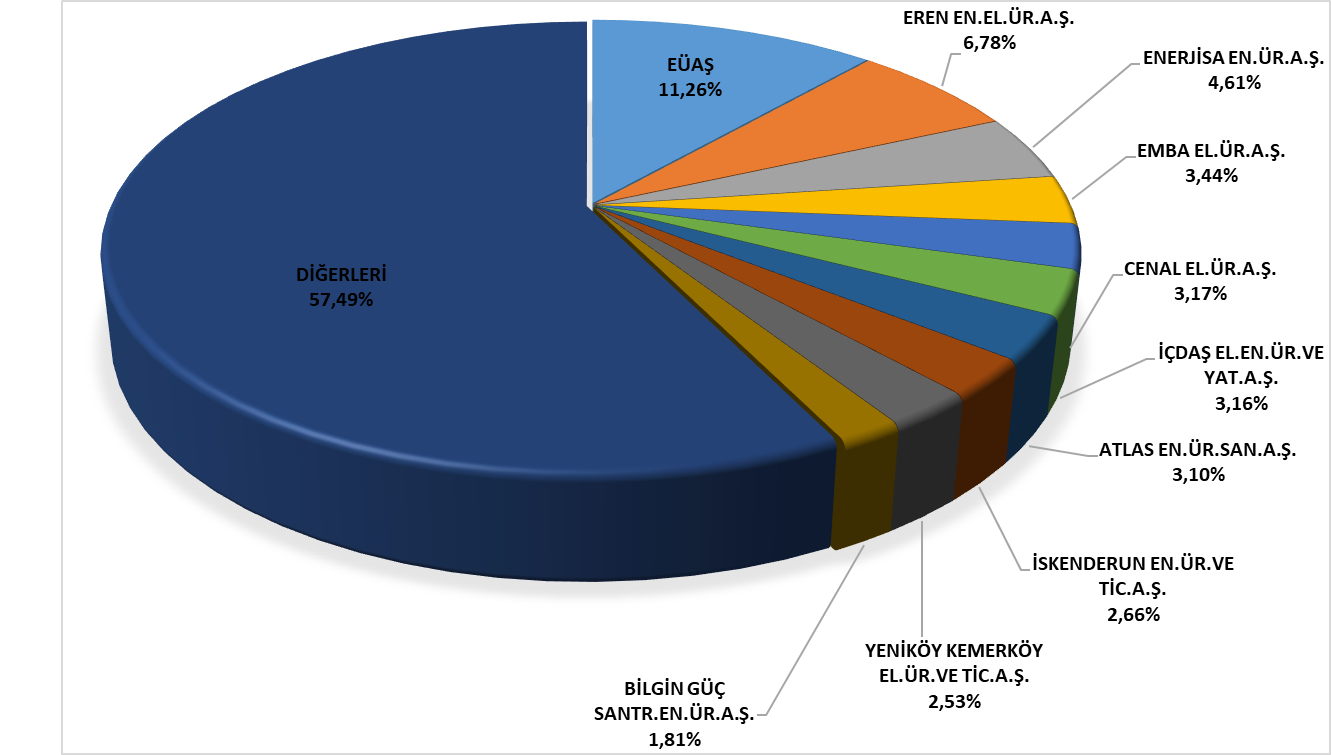 EÜAŞ
11,26%
EREN EN.EL.ÜR.A.Ş.
6,78%
ENERJİSA EN.ÜR.A.Ş.
4,61%
EMBA EL.ÜR.A.Ş.
3,44%
CENAL EL.ÜR.A.Ş.
3,17%
İÇDAŞ EL.EN.ÜR.VE
YAT.A.Ş.
3,16%
ATLAS EN.ÜR.SAN.A.Ş.
3,10%
İSKENDERUN EN.ÜR.VE
TİC.A.Ş.
2,66%
YENİKÖY KEMERKÖY
EL.ÜR.VE TİC.A.Ş.
2,53%
BİLGİN GÜÇ
SANTR.EN.ÜR.A.Ş.
1,81%
DİĞERLERİ
57,49%